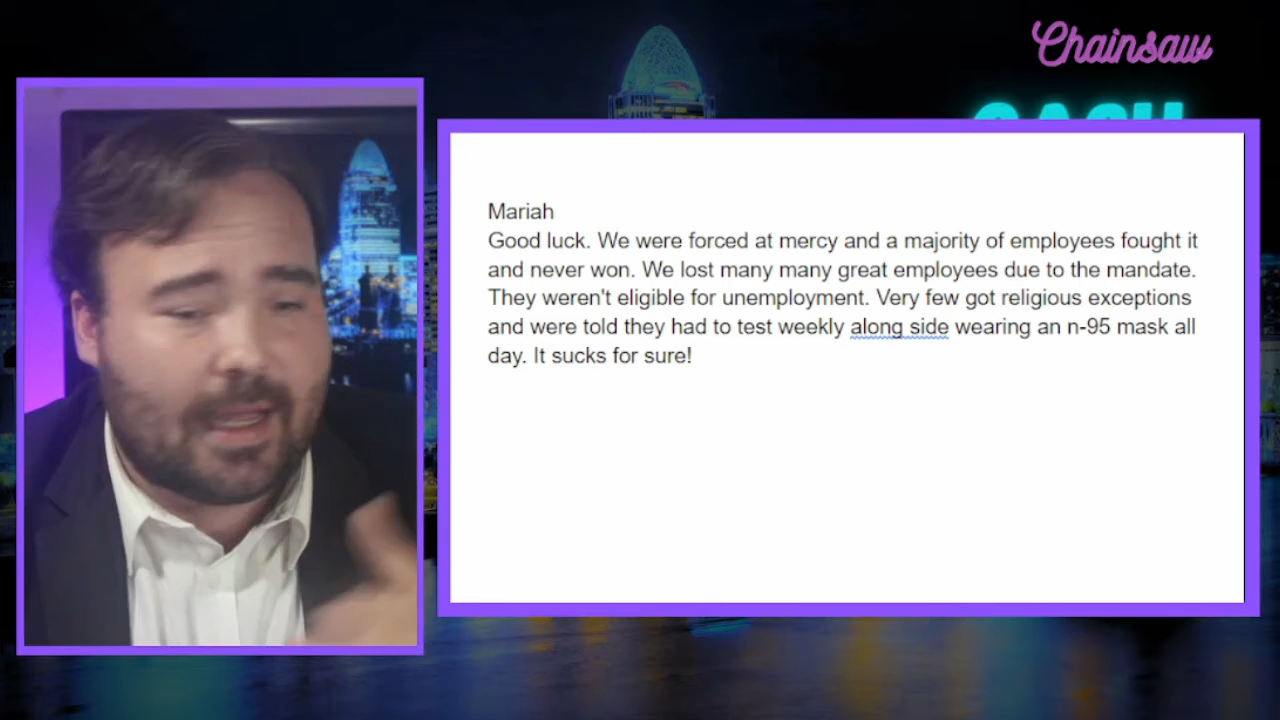 Chainsaw
Mariah
Good luck. We were forced at mercy and a majority of employees fought it
and never won. We lost many many great employees due to the mandate.
They weren't eligible for unemployment. Very few got religious exceptions
and were told they had to test weekly along side wearing an n-95 mask all
day. It sucks for sure!